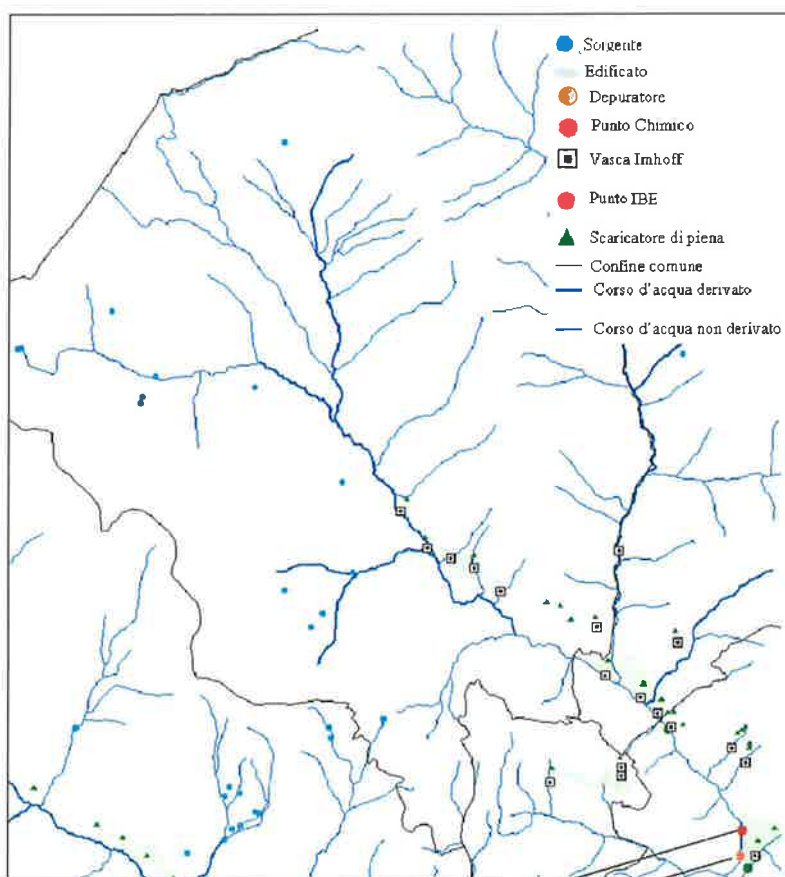 Sorgente
Edificato
Depuratore
Punto Chimico
Vasca Imhoff
Punto IBE
Scaricatore di piena
Confine comune
Corso d'acqua derivato
Corso d'acqua non derivato